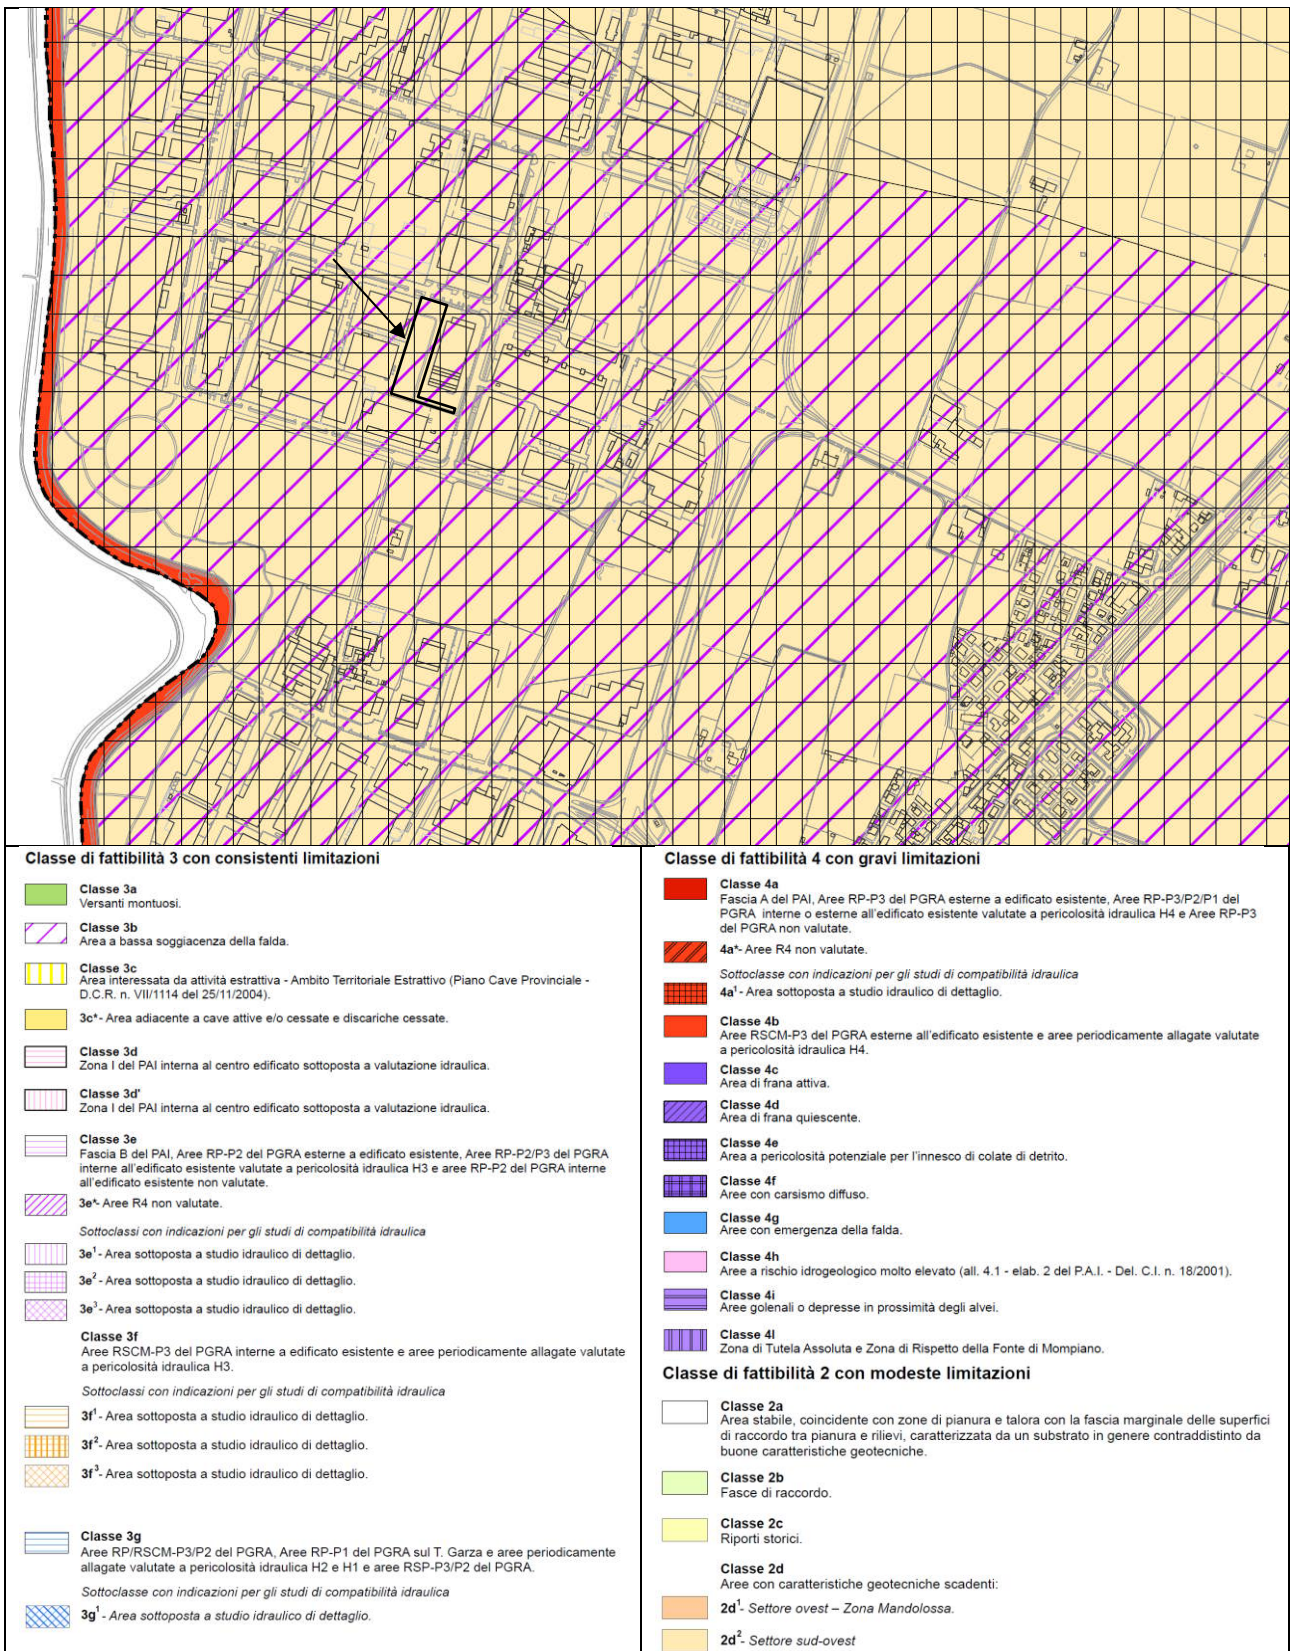 Classe di fattibilità 3 con consistenti limitazioni
Classe 3a
Versanti montuosi.
Classe 3b
Area a bassa soggiacenza della falda.
Classe 3c
Area interessata da attività estrattiva - Ambito Territoriale Estrattivo (Piano Cave Provinciale -
D.C.R. n. VII/1114 del 25/11/2004).
3c*- Area adiacente a cave attive e/o cessate e discariche cessate.
Classe 3d
Zona I del PAI interna al centro edificato sottoposta a valutazione idraulica.
Classe 3d'
Zona I del PAI interna al centro edificato sottoposta a valutazione idraulica.
Classe 3e
Fascia B del PAI, Aree RP-P2 del PGRA esterne a edificato esistente, Aree RP-P2/P3 del PGRA
interne all'edificato esistente valutate a pericolosità idraulica H3 e aree RP-P2 del PGRA interne
all'edificato esistente non valutate.
3e*- Aree R4 non valutate.
Sottoclassi con indicazioni per gli studi di compatibilità idraulica
3e¹- Area sottoposta a studio idraulico di dettaglio.
3e²- Area sottoposta a studio idraulico di dettaglio.
3e³- Area sottoposta a studio idraulico di dettaglio.
Classe 3f
Aree RSCM-P3 del PGRA interne a edificato esistente e aree periodicamente allagate valutate
a pericolosità idraulica H3.
Sottoclassi con indicazioni per gli studi di compatibilità idraulica
3f¹- Area sottoposta a studio idraulico di dettaglio.
3f²- Area sottoposta a studio idraulico di dettaglio.
3f³- Area sottoposta a studio idraulico di dettaglio.
Classe 3g
Aree RP/RSCM-P3/P2 del PGRA, Aree RP-P1 del PGRA sul T. Garza e aree periodicamente
allagate valutate a pericolosità idraulica H2 e H1 e aree RSP-P3/P2 del PGRA.
Sottoclasse con indicazioni per gli studi di compatibilità idraulica
3g¹- Area sottoposta a studio idraulico di dettaglio.
Classe di fattibilità 4 con gravi limitazioni
Classe 4a
Fascia A del PAI, Aree RP-P3 del PGRA esterne a edificato esistente, Aree RP-P3/P2/P1 del
PGRA interne o esterne all'edificato esistente valutate a pericolosità idraulica H4 e Aree RP-P3
del PGRA non valutate.
4a*- Aree R4 non valutate.
Sottoclasse con indicazioni per gli studi di compatibilità idraulica
4a¹- Area sottoposta a studio idraulico di dettaglio.
Classe 4b
Aree RSCM-P3 del PGRA esterne all'edificato esistente e aree periodicamente allagate valutate
a pericolosità idraulica H4.
Classe 4c
Area di frana attiva.
Classe 4d
Area di frana quiescente.
Classe 4e
Area a pericolosità potenziale per l'innesco di colate di detrito.
Classe 4f
Aree con carsismo diffuso.
Classe 4g
Aree con emergenza della falda.
Classe 4h
Aree a rischio idrogeologico molto elevato (all. 4.1 - elab. 2 del P.A.I. - Del. C.I. n. 18/2001).
Classe 4i
Aree golenali o depresse in prossimità degli alvei.
Classe 4l
Zona di Tutela Assoluta e Zona di Rispetto della Fonte di Mompiano.
Classe di fattibilità 2 con modeste limitazioni
Classe 2a
Area stabile, coincidente con zone di pianura e talora con la fascia marginale delle superfici
di raccordo tra pianura e rilievi, caratterizzata da un substrato in genere contraddistinto da
buone caratteristiche geotecniche.
Classe 2b
Fasce di raccordo.
Classe 2c
Riporti storici.
Classe 2d
Aree con caratteristiche geotecniche scadenti:
2d¹- Settore ovest – Zona Mandolossa.
2d²- Settore sud-ovest